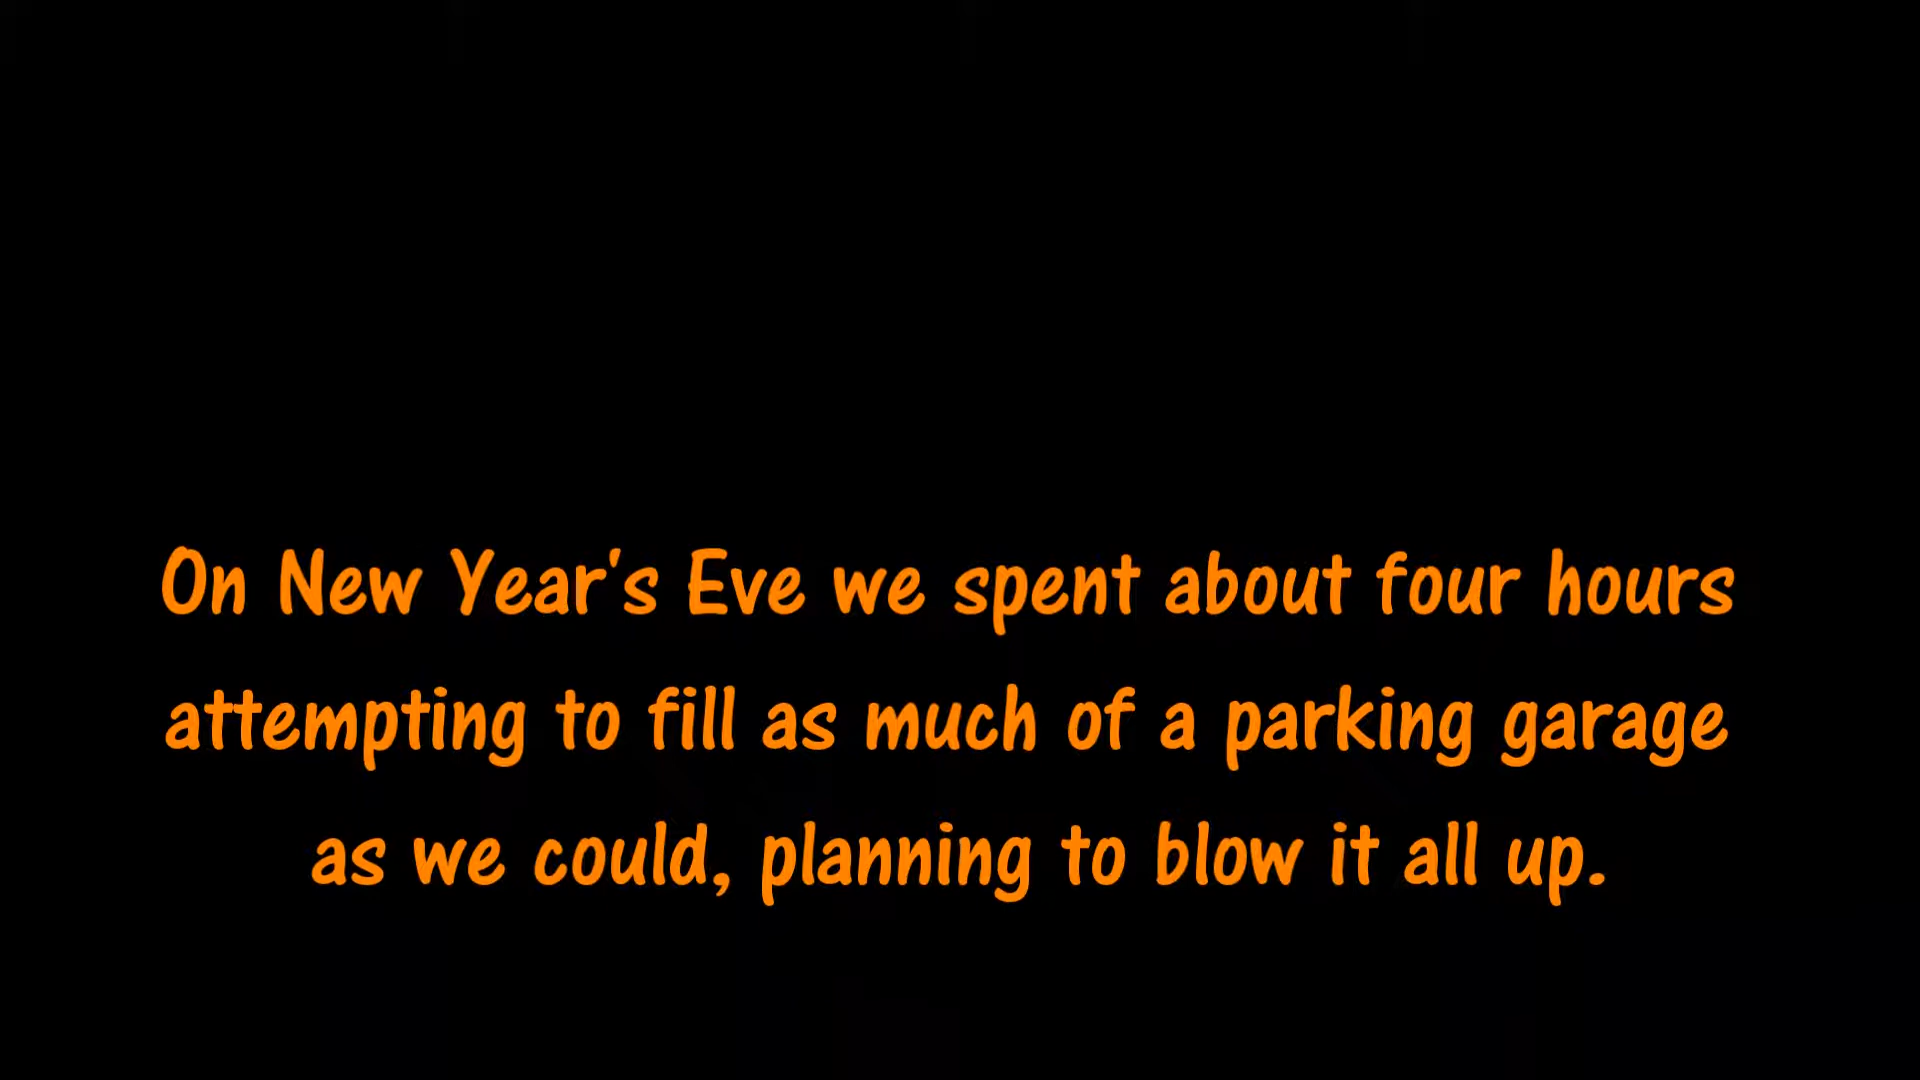 On New Year's Eve we spent about four hours
attempting to fill as much of a parking garage
as we could, planning to blow it all up.